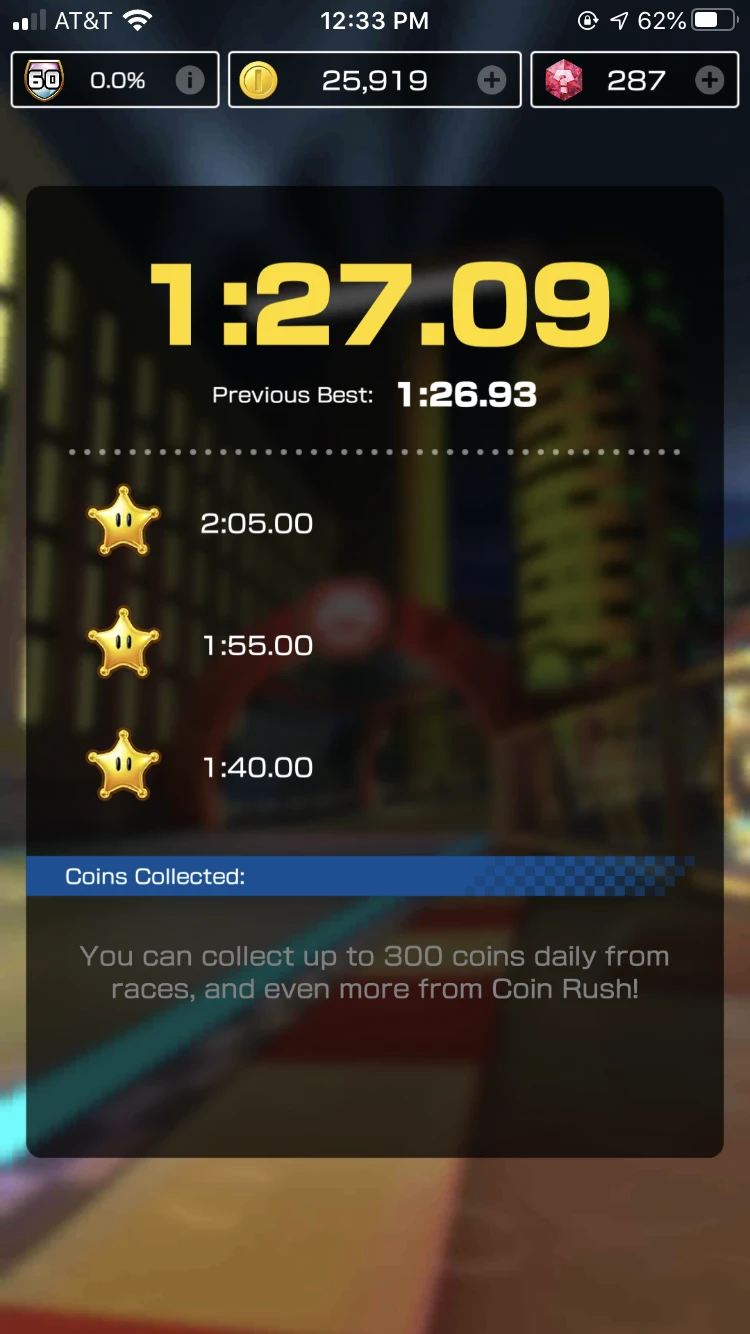 AT&T 12:33 PM 62%
60 0.0% i 25,919 + 287 +
1:27.09
Previous Best: 1:26.93
2:05.00
1:55.00
1:40.00
Coins Collected:
You can collect up to 300 coins daily from
races, and even more from Coin Rush!